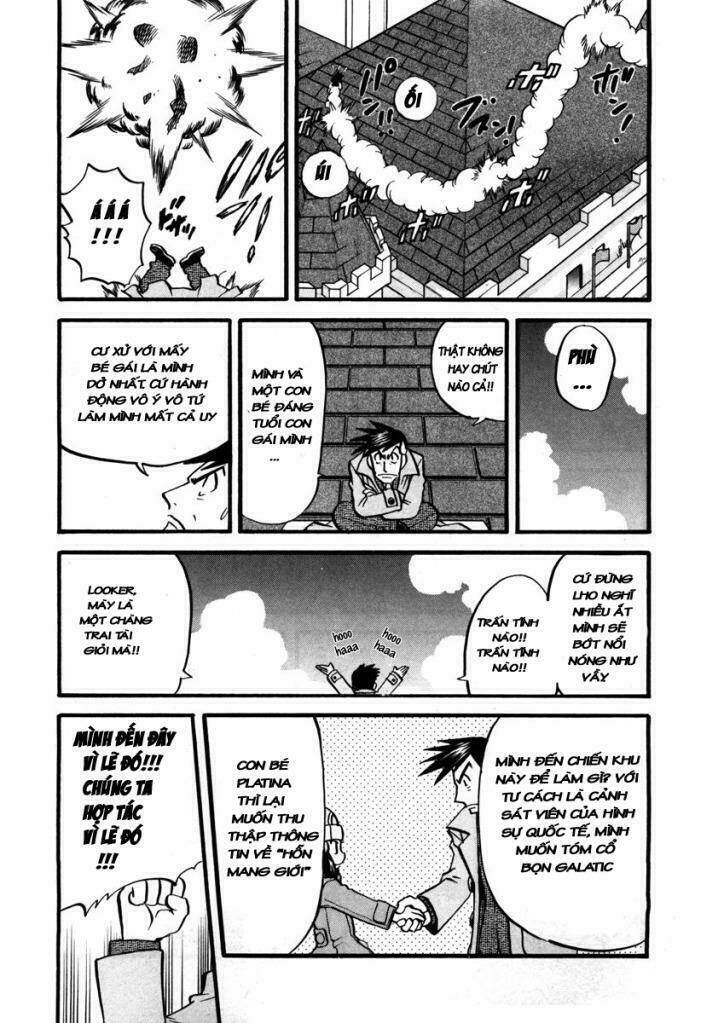 ỐI
ÚI
Á Á Á
! ! !
PHÙ
...
THẬT KHÔNG
HAY CHÚT
NÀO CẢ!!
MÌNH VÀ
MỘT CON
BÉ ĐÁNG
TUỔI CON
GÁI MÌNH
...
CƯ XỬ VỚI MẤY
BÉ GÁI LÀ MÌNH
DỞ NHẤT. CỨ HÀNH
ĐỘNG VÔ Ý VÔ TỨ
LÀM MÌNH MẤT CẢ UY
CỨ ĐỪNG
LHO NGHĨ
NHIỀU ẮT
MÌNH SẼ
BỚT NỔI
NÓNG NHƯ
VẦY
TRẤN TĨNH
NÀO!!
TRẤN TĨNH
NÀO!!
hooo
haaa
hooo
haaa
LOOKER,
MÀY LÀ
MỘT CHÀNG
TRAI TÀI
GIỎI MÀ!!
MÌNH ĐẾN CHIẾN KHU
NÀY ĐỂ LÀM GÌ? VỚI
TƯ CÁCH LÀ CẢNH
SÁT VIÊN CỦA HÌNH
SỰ QUỐC TẾ, MÌNH
MUỐN TÓM CỔ
BỌN GALATIC
CON BÉ
PLATINA
THÌ LẠI
MUỐN THU
THẬP THÔNG
TIN VỀ "HỖN
MANG GIỚI"
MÌNH ĐẾN ĐÂY
VÌ LẼ ĐÓ!!!
CHÚNG TA
HỢP TÁC
VÌ LẼ ĐÓ
!!!